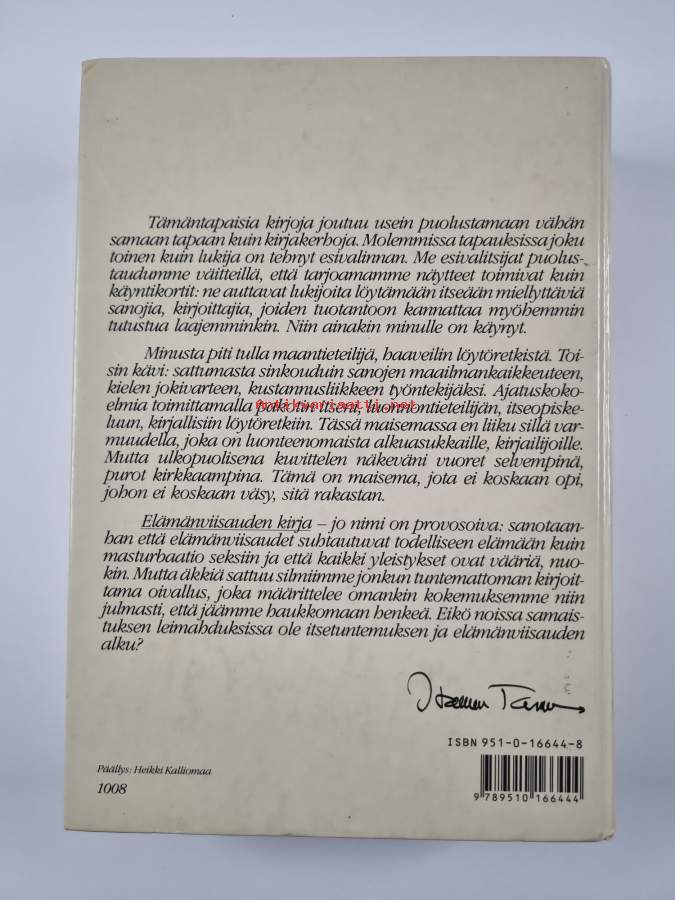 Tämäntapaisia kirjoja joutuu usein puolustamaan vähän
samaan tapaan kuin kirjakerhoja. Molemmissa tapauksissa joku
toinen kuin lukija on tehnyt esivalinnan. Me esivalitsijat puolus-
taudumme väitteillä, että tarjoamamme näytteet toimivat kuin
käyntikortit: ne auttavat lukijoita löytämään itseään miellyttäviä
sanojia, kirjoittajia, joiden tuotantoon kannattaa myöhemmin
tutustua laajemminkin. Niin ainakin minulle on käynyt.
Minusta piti tulla maantieteilijä, haaveilin löytöretkistä. Toi-
sin kävi: sattumasta sinkouduin sanojen maailmankaikkeuteen,
kielen jokivarteen, kustannusliikkeen työntekijäksi. Ajatuskoko-
elmia toimittamalla pakotin itseni, luonnontieteilijän, itseopiske-
luun, kirjallisiin löytöretkiin. Tässä maisemassa en liiku sillä var-
muudella, joka on luonteenomaista alkuasukkaille, kirjailijoille.
Mutta ulkopuolisena kuvittelen näkeväni vuoret selvempinä,
purot kirkkaampina. Tämä on maisema, jota ei koskaan opi,
johon ei koskaan väsy, sitä rakastan.
Elämänviisauden kirja – jo nimi on provosoiva: sanotaan-
han että elämänviisaudet suhtautuvat todelliseen elämään kuin
masturbaatio seksiin ja että kaikki yleistykset ovat vääriä, nuo-
kin. Mutta äkkiä sattuu silmiimme jonkun tuntemattoman kirjoit-
tama oivallus, joka määrittelee omankin kokemuksemme niin
julmasti, että jäämme haukkomaan henkeä. Eikö noissa samais-
tuksen leimahduksissa ole itsetuntemuksen ja elämänviisauden
alku?
ISBN 951-0-16644-8
9 789510 166444
Päällys: Heikki Kalliomaa
1008